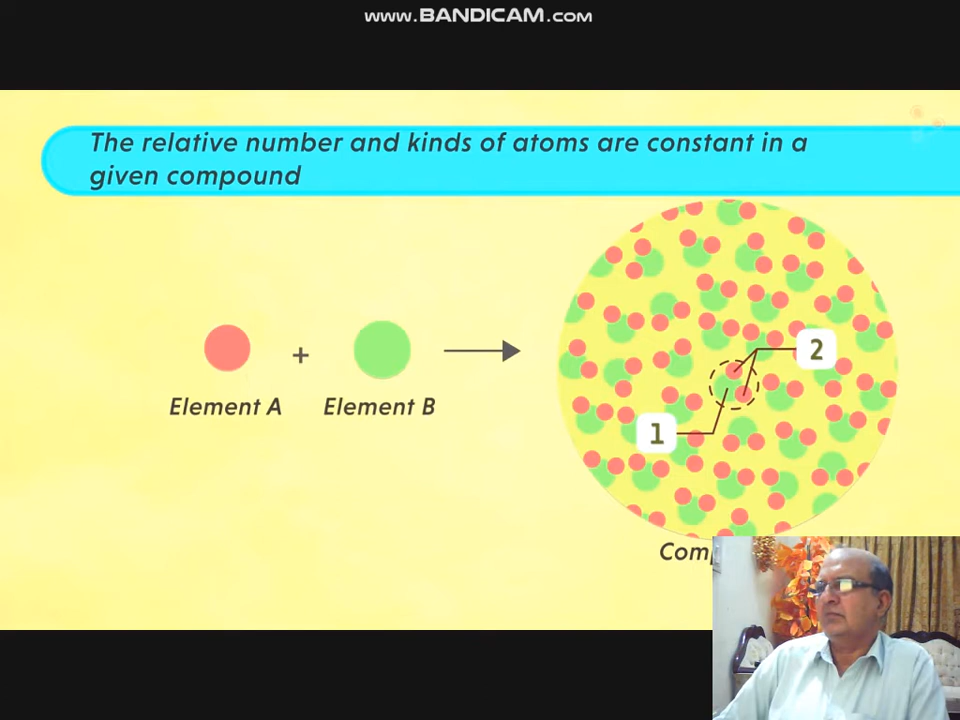 www.BANDICAM.com
The relative number and kinds of atoms are constant in a
given compound
+
2
Element A
Element B
1